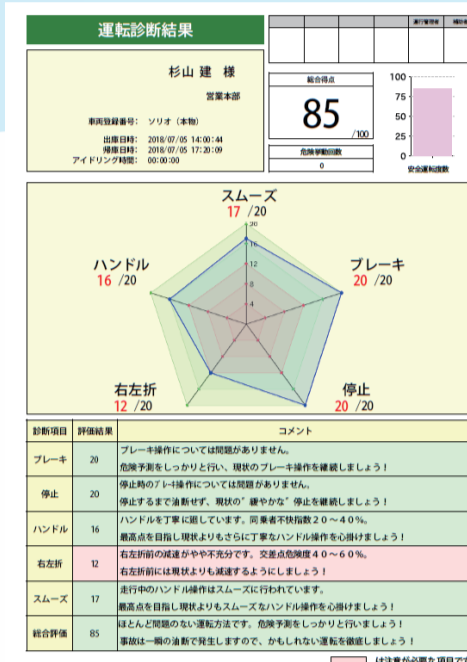 運転診断結果
運行管理者
杉山 建 様
営業本部
車両登録番号: ソリオ(本物)
出庫日時: 2018/07/05 14:00:44
帰庫日時: 2018/07/05 17:20:09
アイドリング時間: 00:00:00
総合得点
85
/100
危険挙動回数
0
100
75
50
25
0
安全運転度数
スムーズ
17 /20
ハンドル
16 /20
ブレーキ
20 /20
右左折
12 /20
停止
20 /20
20
16
12
8
4
診断項目 評価結果 コメント
ブレーキ 20 ブレーキ操作については問題がありません。
危険予測をしっかりと行い、現状のブレーキ操作を継続しましょう!
停止 20 停止時のブレーキ操作については問題がありません。
停止するまで油断せず、現状の"緩やかな"停止を継続しましょう!
ハンドル 16 ハンドルを丁寧に廻しています。同乗者不快指数20~40%。
最高点を目指し現状よりもさらに丁寧なハンドル操作を心掛けましょう!
右左折 12 右左折前の減速がやや不充分です。交差点危険度40~60%。
右左折前には現状よりも減速するようにしましょう!
スムーズ 17 走行中のハンドル操作はスムーズに行われています。
最高点を目指し現状よりもスムーズなハンドル操作を心掛けましょう!
総合評価 85 ほとんど問題のない運転方法です。危険予測をしっかりと行いましょう!
事故は一瞬の油断で発生しますので、かもしれない運転を徹底しましょう!
は注意が必要な項目です